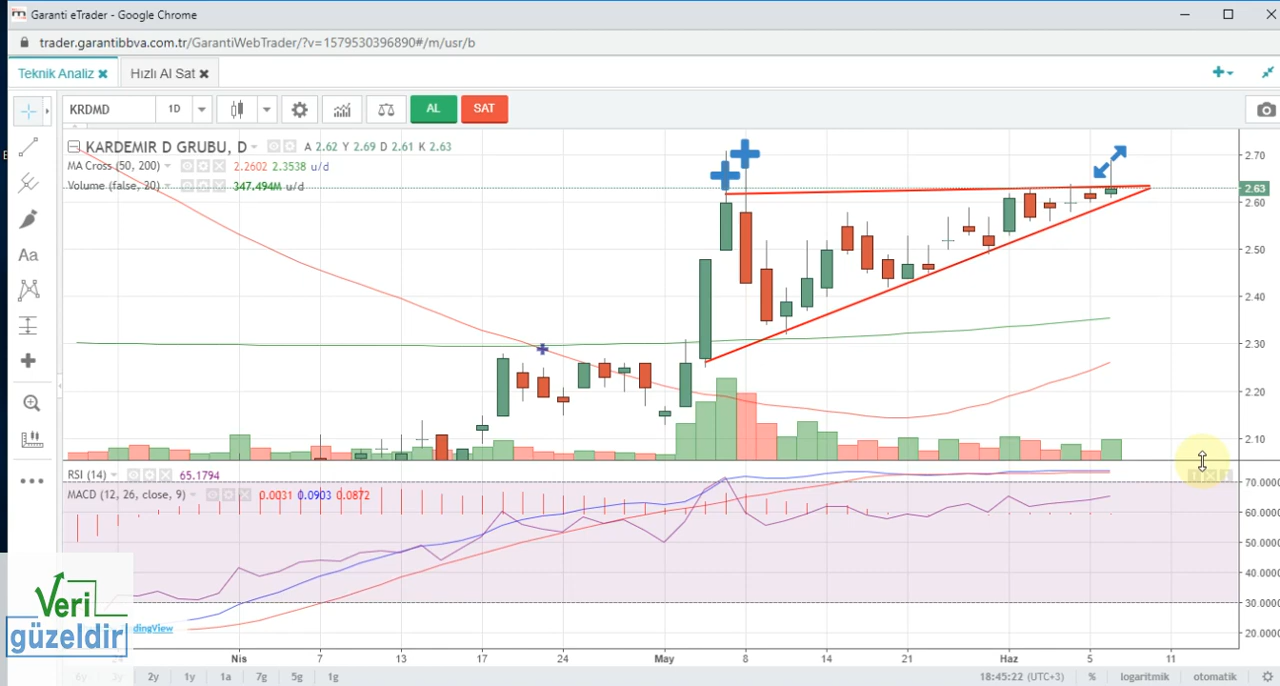 Garanti eTrader - Google Chrome
trader.garantibbva.com.tr/GarantiWebTrader/?v=1579530396890#/m/usr/b
Teknik Analiz Hızlı Al Sat
KRDMD 1D AL SAT
KARDEMIR D GRUBU, D A 2.62 Y 2.69 D 2.61 K 2.63
MA Cross (50, 200) 2.2602 2.3538 u/d
Volume (false, 20) 347.494M u/d
Aa
2.70
2.63
2.60
2.50
2.40
2.30
2.20
2.10
RSI (14) 65.1794
MACD (12, 26, close, 9) 0.0031 0.0903 0.0872
70.0000
60.0000
50.0000
40.0000
30.0000
20.0000
Veri
güzeldir
dingView
24 Nis 7 13 17 24 May 8 14 21 Haz 5 11
6y 3y 2y 1y 1a 7g 5g 1g 18:45:22 (UTC+3) % logaritmik otomatik